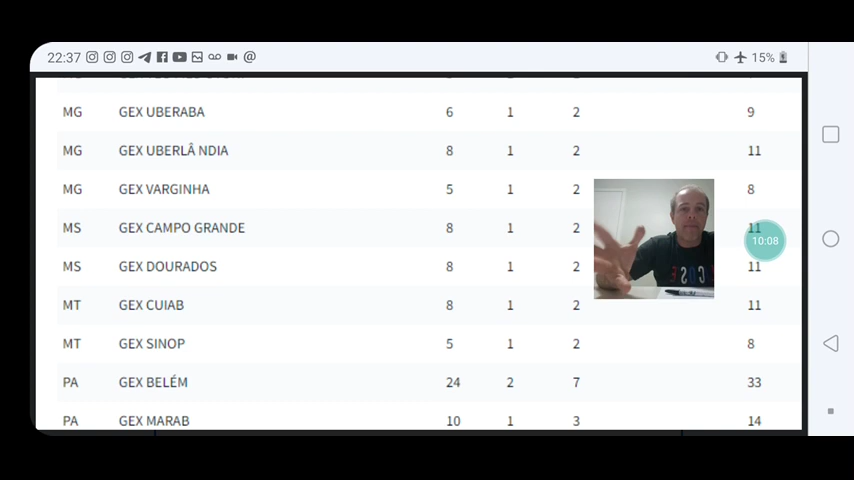 22:37 15%
MG GEX UBERABA 6 1 2 9
MG GEX UBERLÂ NDIA 8 1 2 11
MG GEX VARGINHA 5 1 2 8
MS GEX CAMPO GRANDE 8 1 2 11
10:08
MS GEX DOURADOS 8 1 2 11
MT GEX CUIAB 8 1 2 11
MT GEX SINOP 5 1 2 8
PA GEX BELÉM 24 2 7 33
PA GEX MARAB 10 1 3 14